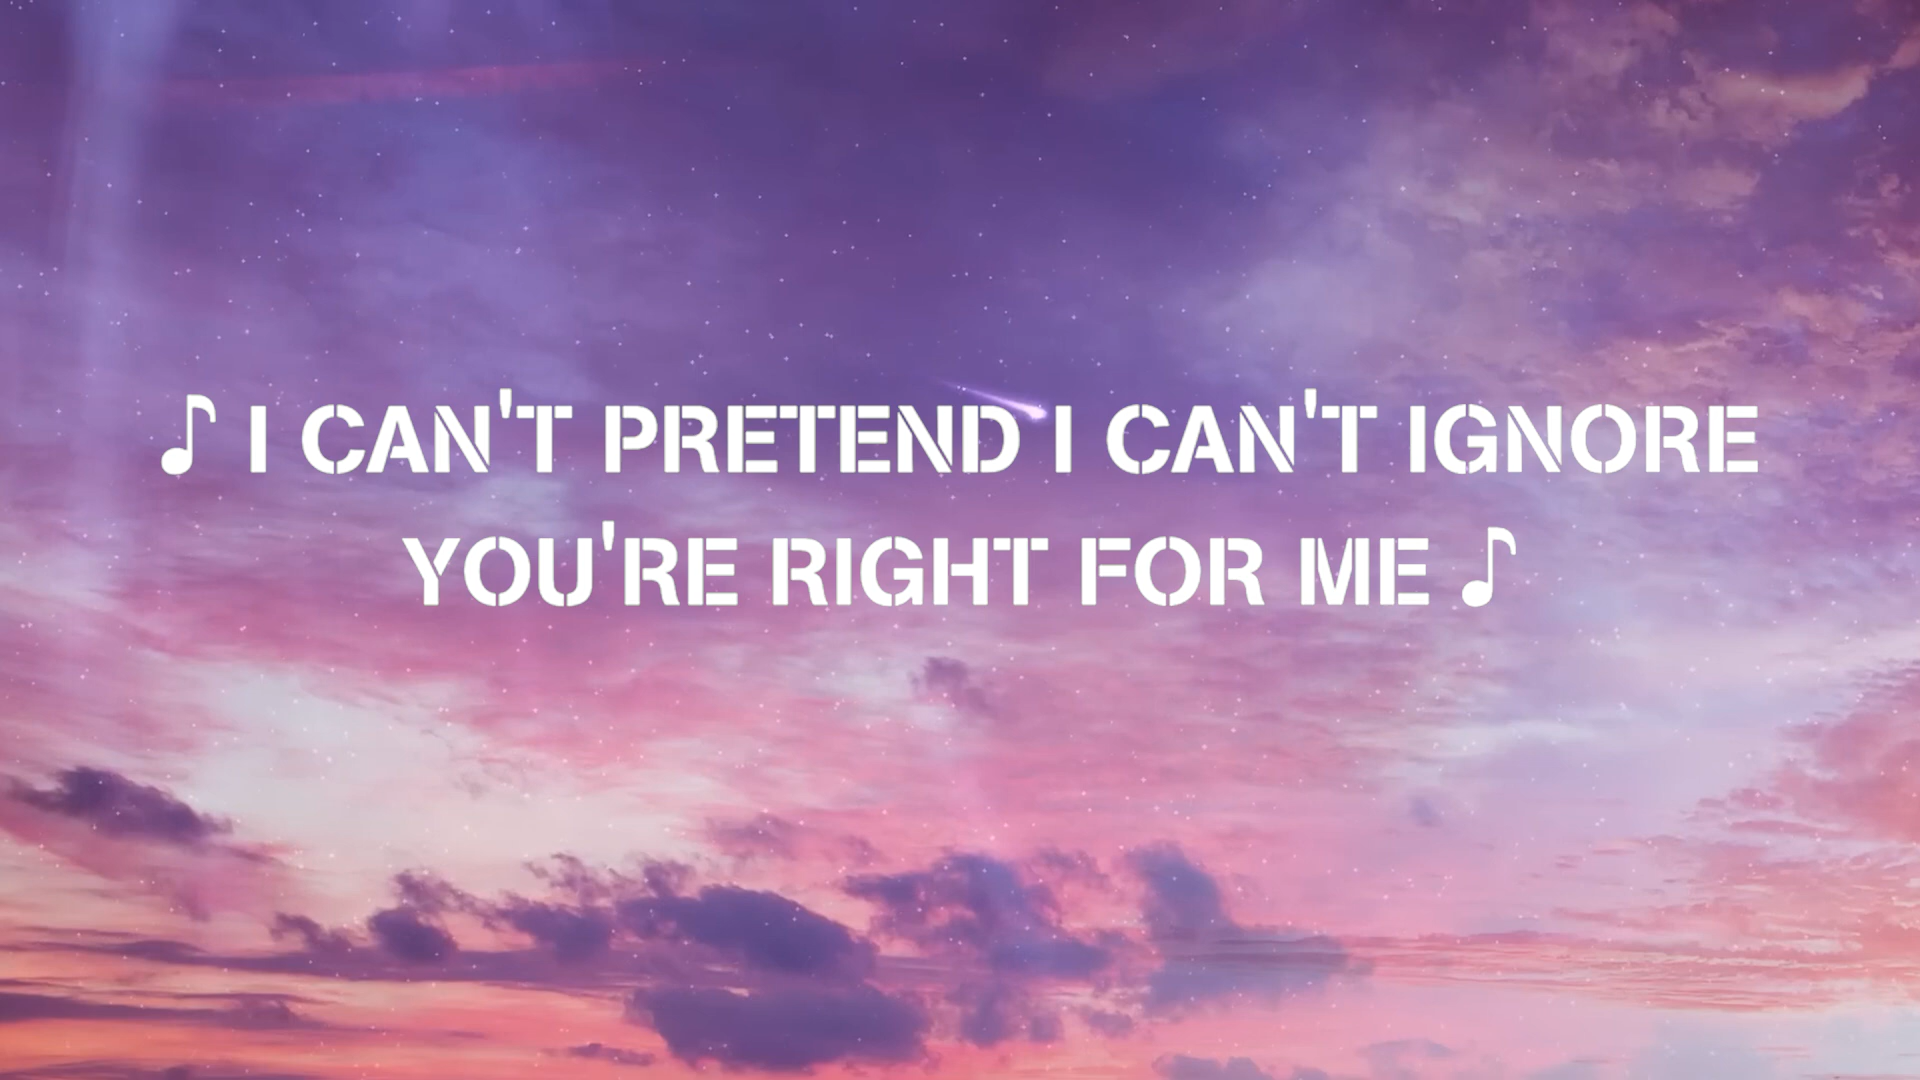 ♪ I CAN'T PRETEND I CAN'T IGNORE
YOU'RE RIGHT FOR ME ♪